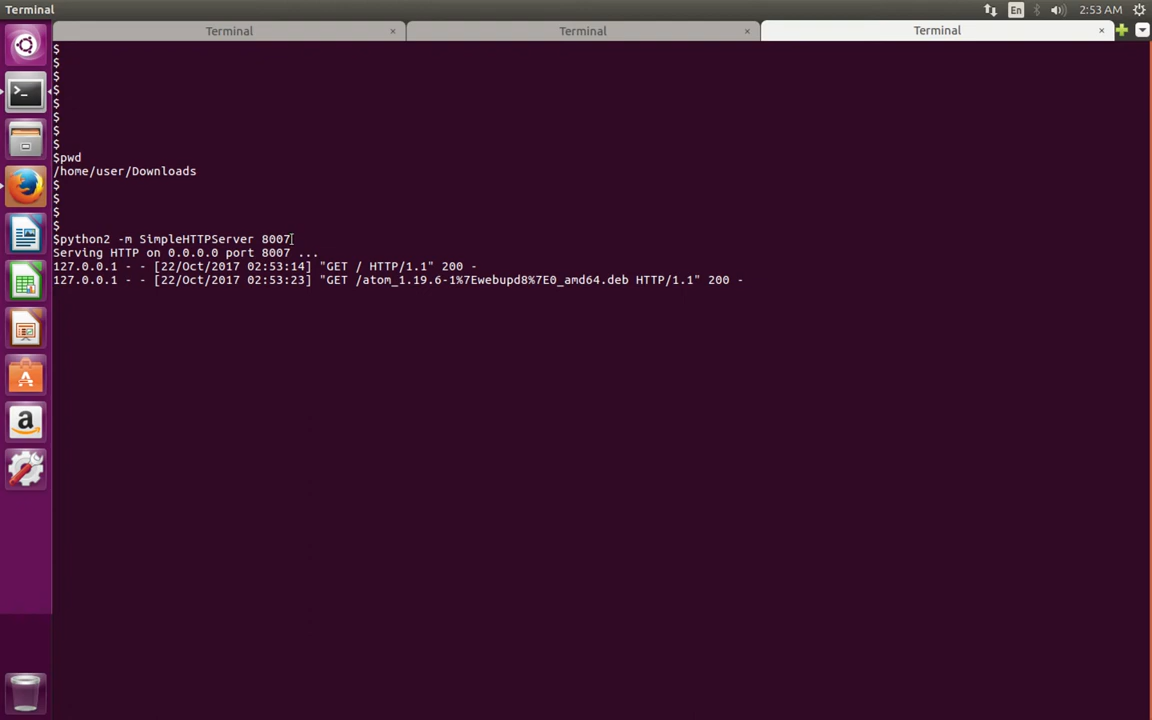 Terminal
En
2:53 AM
Terminal × Terminal × Terminal ×
$
$
$
$
$
$
$
$
$pwd
/home/user/Downloads
$
$
$
$
$python2 -m SimpleHTTPServer 8007
Serving HTTP on 0.0.0.0 port 8007 ...
127.0.0.1 - - [22/Oct/2017 02:53:14] "GET / HTTP/1.1" 200 -
127.0.0.1 - - [22/Oct/2017 02:53:23] "GET /atom_1.19.6-1%7Ewebupd8%7E0_amd64.deb HTTP/1.1" 200 -